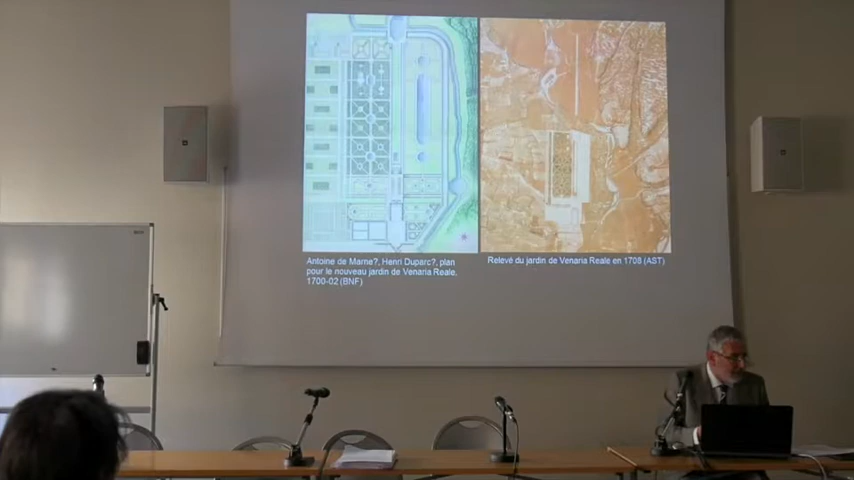 Antoine de Marne?, Henri Duparc?, plan
pour le nouveau jardin de Venaria Reale.
1700-02 (BNF)
Relevé du jardin de Venaria Reale en 1708 (AST)